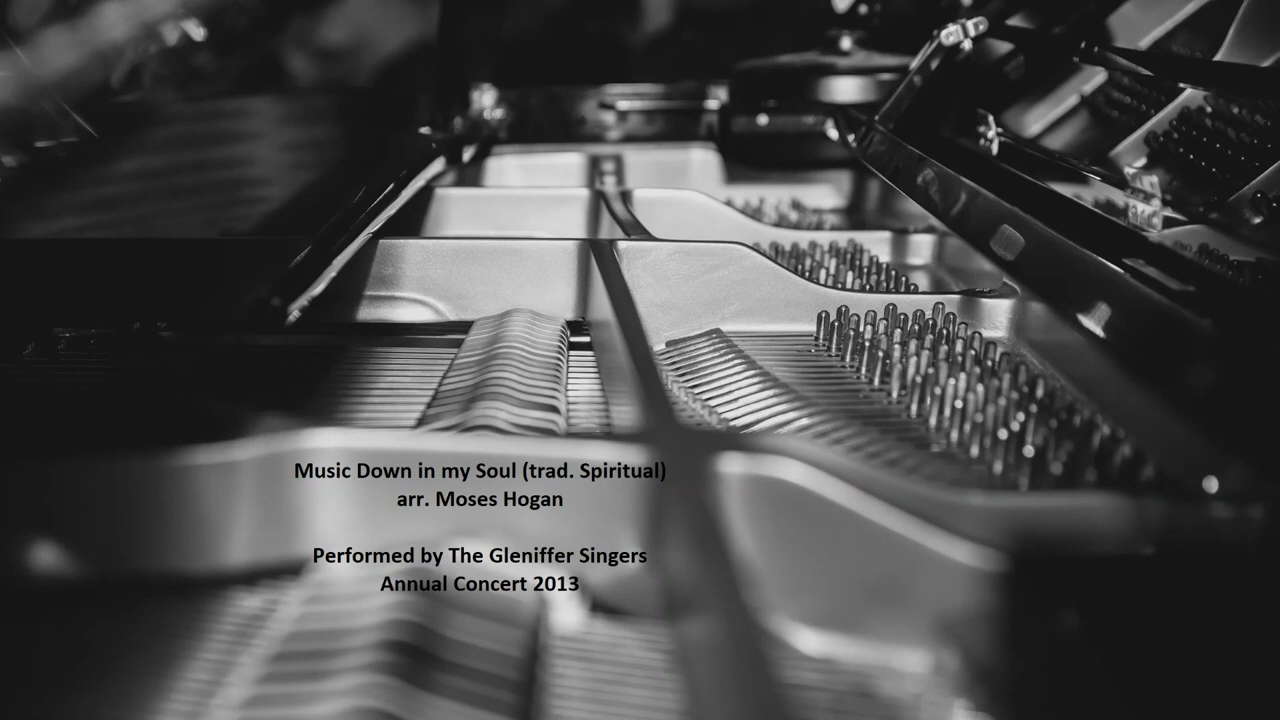 Music Down in my Soul (trad. Spiritual)
arr. Moses Hogan
Performed by The Gleniffer Singers
Annual Concert 2013